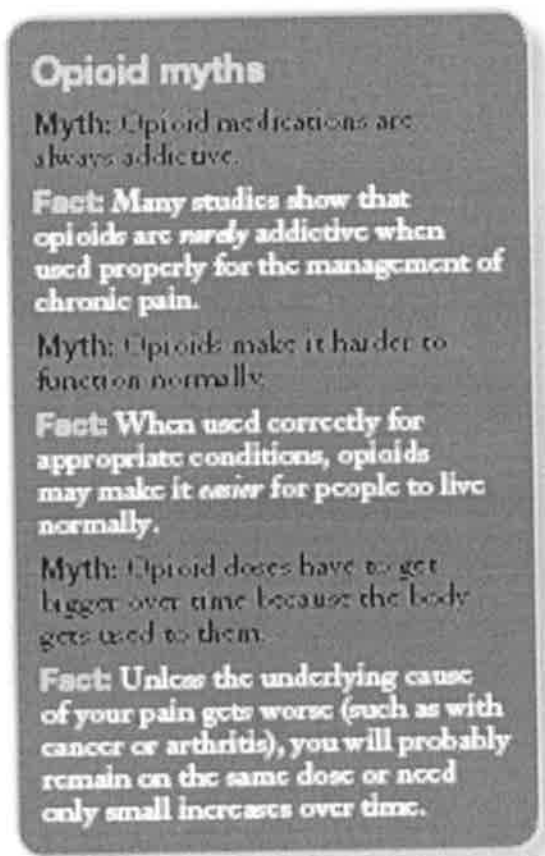 Opioid myths
Myth: Opioid medications are
always addictive.
Fact: Many studies show that
opioids are rarely addictive when
used properly for the management of
chronic pain.
Myth: Opioids make it harder to
function normally.
Fact: When used correctly for
appropriate conditions, opioids
may make it easier for people to live
normally.
Myth: Opioid doses have to get
bigger over time because the body
gets used to them.
Fact: Unless the underlying cause
of your pain gets worse (such as with
cancer or arthritis), you will probably
remain on the same dose or need
only small increases over time.